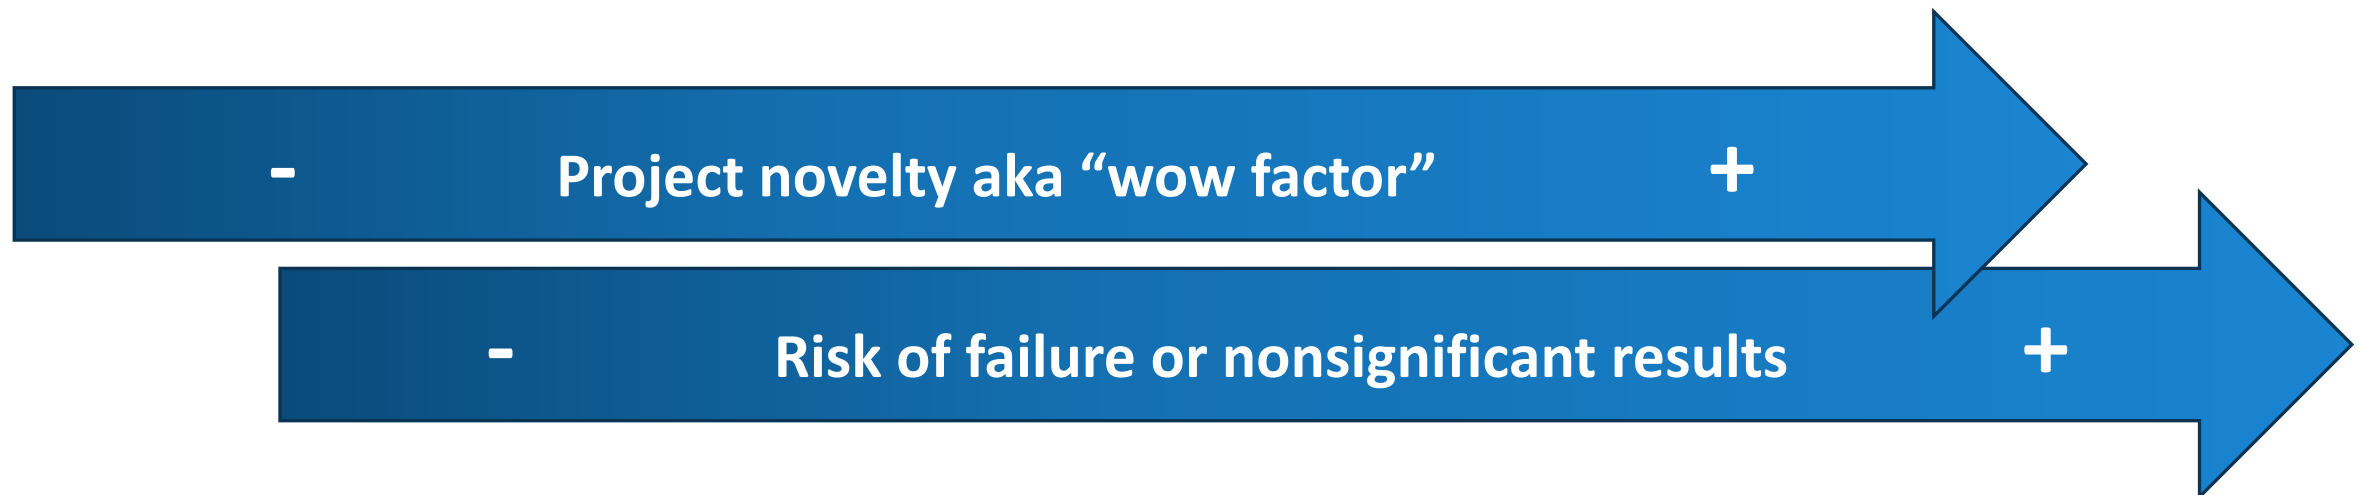 - Project novelty aka “wow factor” +
- Risk of failure or nonsignificant results +